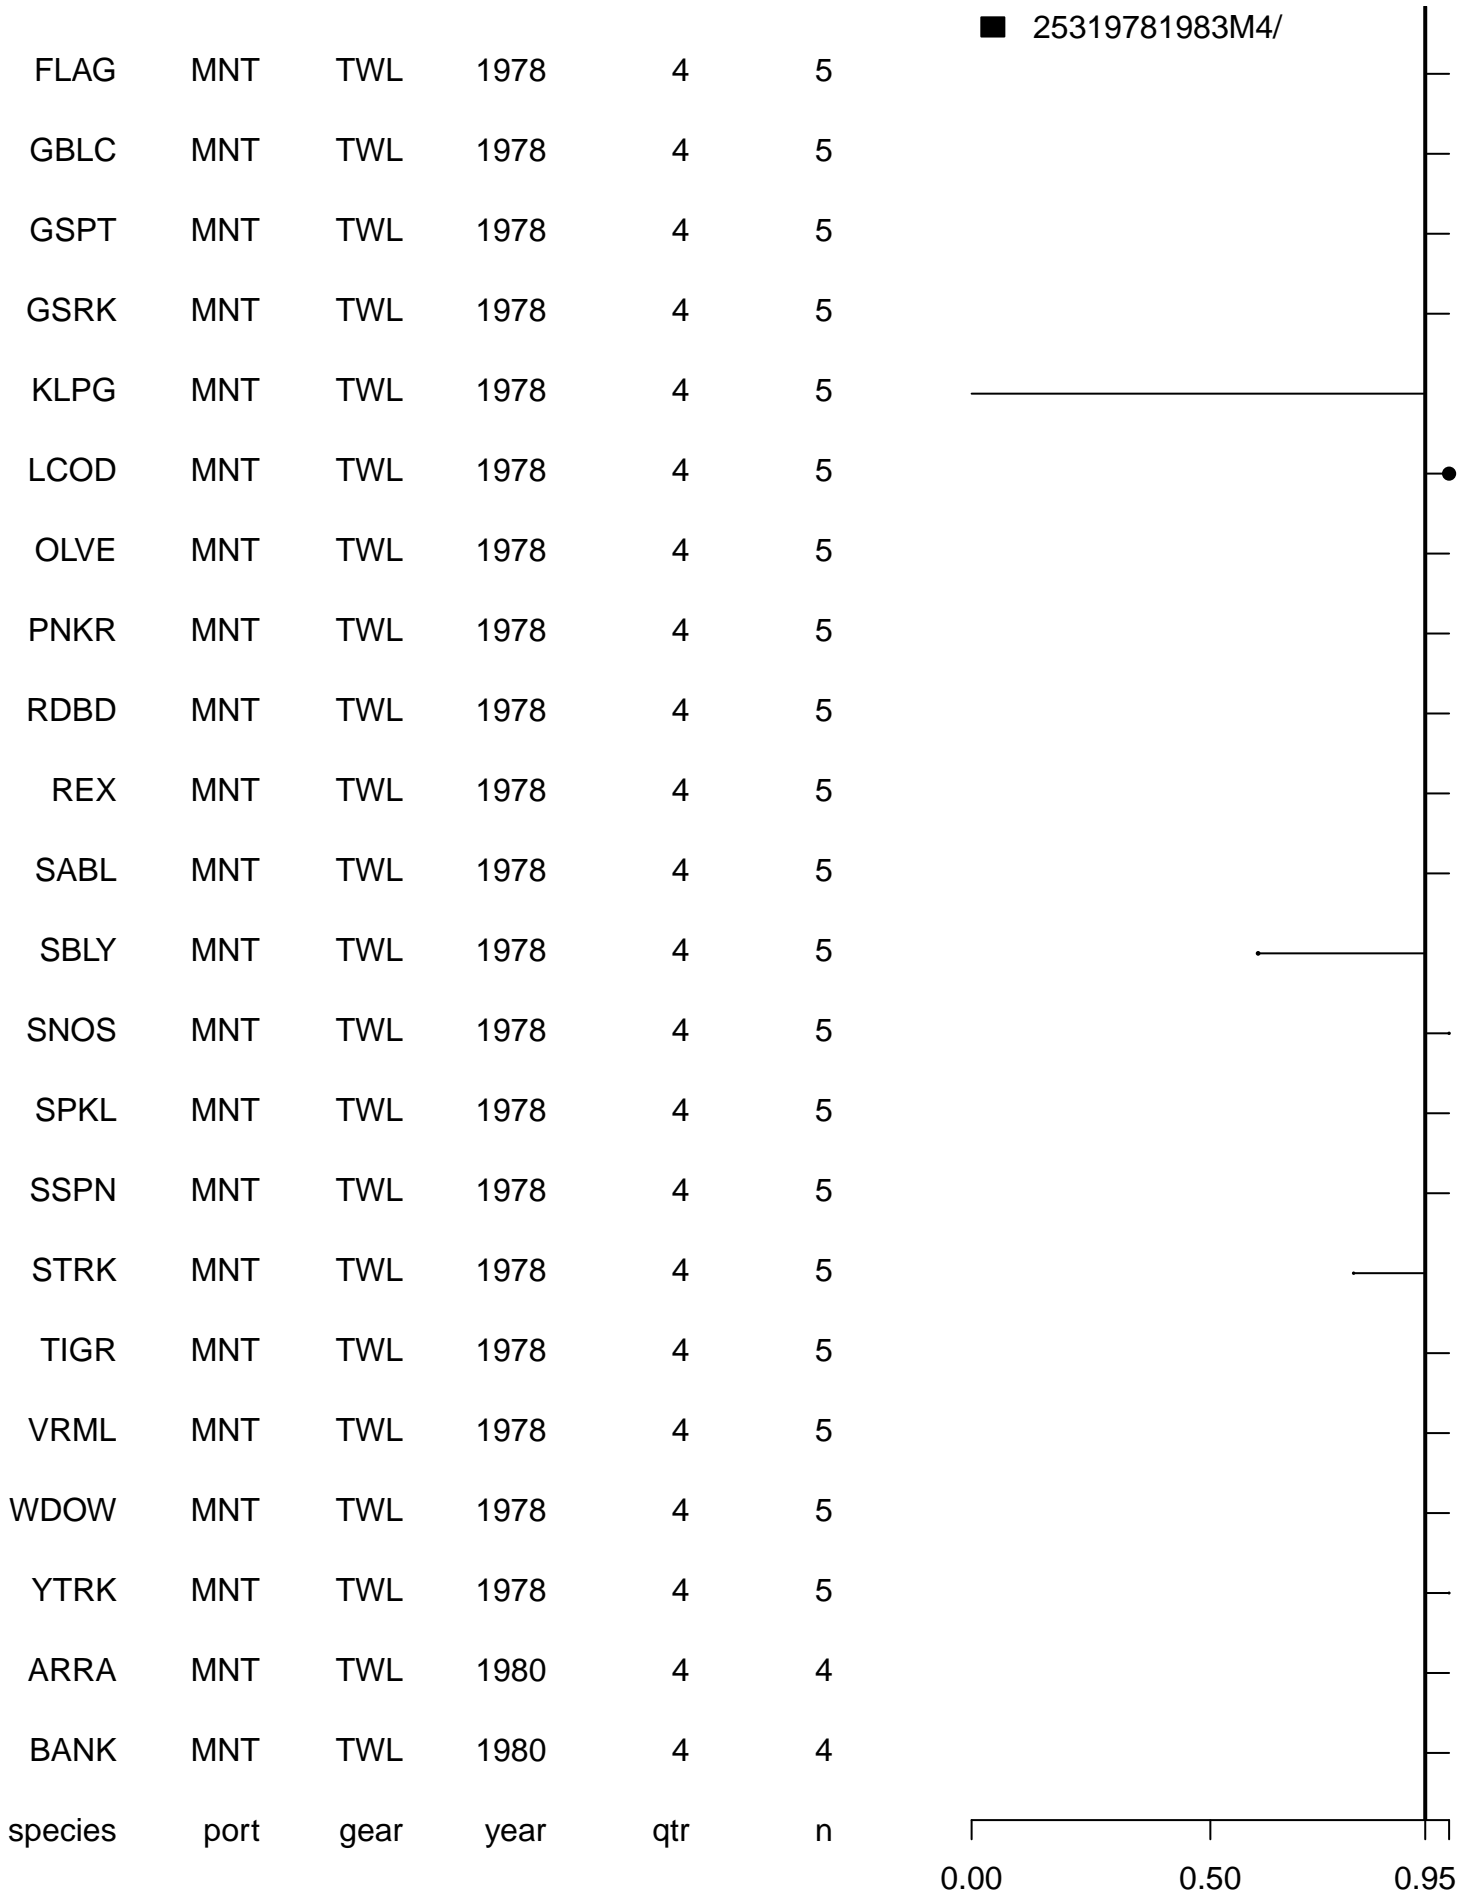 25319781983M4/
FLAG MNT TWL 1978 4 5
GBLC MNT TWL 1978 4 5
GSPT MNT TWL 1978 4 5
GSRK MNT TWL 1978 4 5
KLPG MNT TWL 1978 4 5
LCOD MNT TWL 1978 4 5
OLVE MNT TWL 1978 4 5
PNKR MNT TWL 1978 4 5
RDBD MNT TWL 1978 4 5
REX MNT TWL 1978 4 5
SABL MNT TWL 1978 4 5
SBLY MNT TWL 1978 4 5
SNOS MNT TWL 1978 4 5
SPKL MNT TWL 1978 4 5
SSPN MNT TWL 1978 4 5
STRK MNT TWL 1978 4 5
TIGR MNT TWL 1978 4 5
VRML MNT TWL 1978 4 5
WDOW MNT TWL 1978 4 5
YTRK MNT TWL 1978 4 5
ARRA MNT TWL 1980 4 4
BANK MNT TWL 1980 4 4
species port gear year qtr n
0.00 0.50 0.95